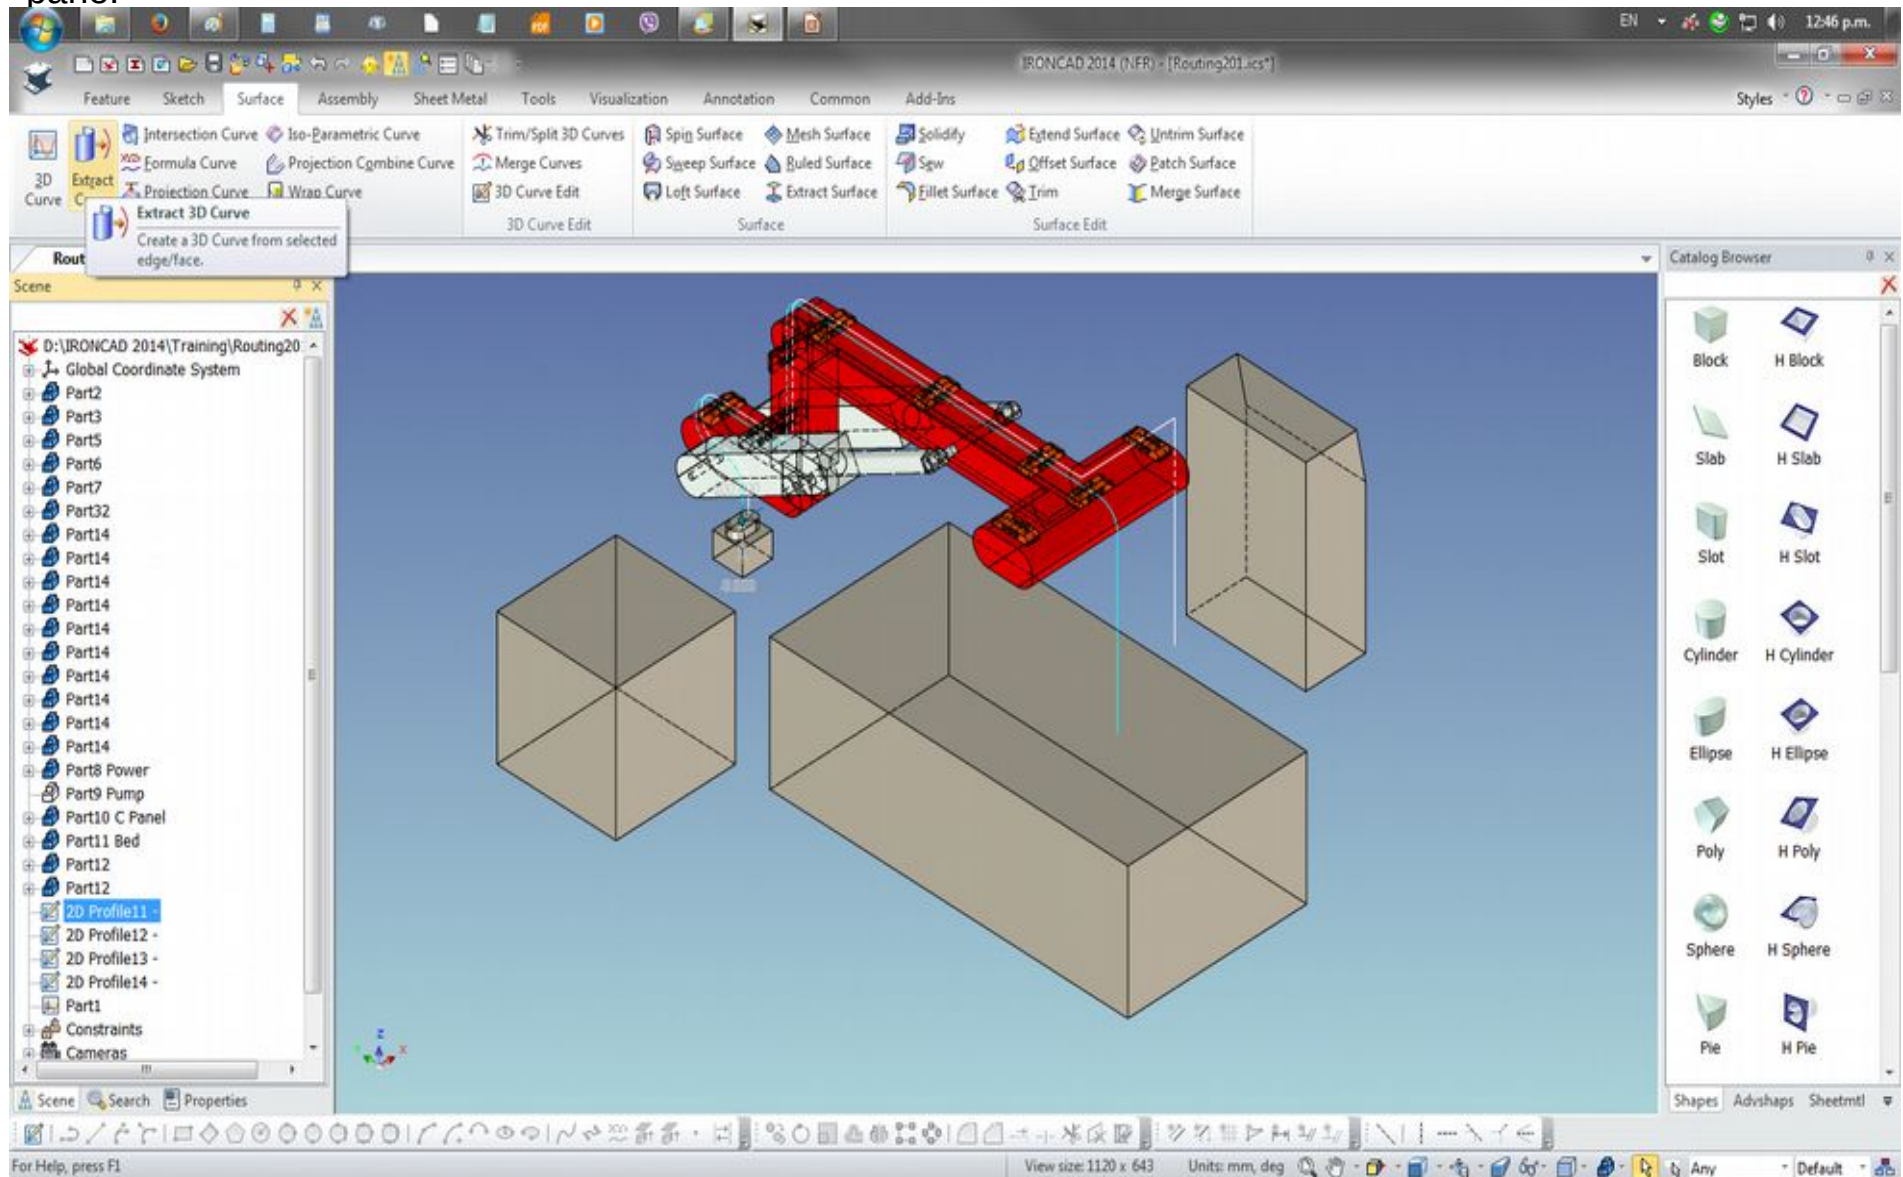 EN 12:46 p.m.
IRONCAD 2014 (NFR) - [Routing201.ics*]
Feature Sketch Surface Assembly Sheet Metal Tools Visualization Annotation Common Add-Ins Styles
Intersection Curve Iso-Parametric Curve Trim/Split 3D Curves Spin Surface Mesh Surface Solidify Extend Surface Untrim Surface
3D Curve Extract Formula Curve Projection Combine Curve Merge Curves Sweep Surface Ruled Surface Sew Offset Surface Patch Surface
Projection Curve Wrap Curve 3D Curve Edit Loft Surface Extract Surface Fillet Surface Trim Merge Surface
3D Curve Edit Surface Surface Edit
Extract 3D Curve
Create a 3D Curve from selected
edge/face.
Rout
Catalog Browser
Scene
D:\IRONCAD 2014\Training\Routing20
Global Coordinate System
Part2
Part3
Part5
Part6
Part7
Part32
Part14
Part14
Part14
Part14
Part14
Part14
Part14
Part14
Part14
Part14
Part8 Power
Part9 Pump
Part10 C Panel
Part11 Bed
Part12
Part12
2D Profile11 -
2D Profile12 -
2D Profile13 -
2D Profile14 -
Part1
Constraints
Cameras
Scene Search Properties
Z
X
Block H Block
Slab H Slab
Slot H Slot
Cylinder H Cylinder
Ellipse H Ellipse
Poly H Poly
Sphere H Sphere
Pie H Pie
Shapes Advshaps Sheetmtl
For Help, press F1 View size: 1120 x 643 Units: mm, deg Any Default